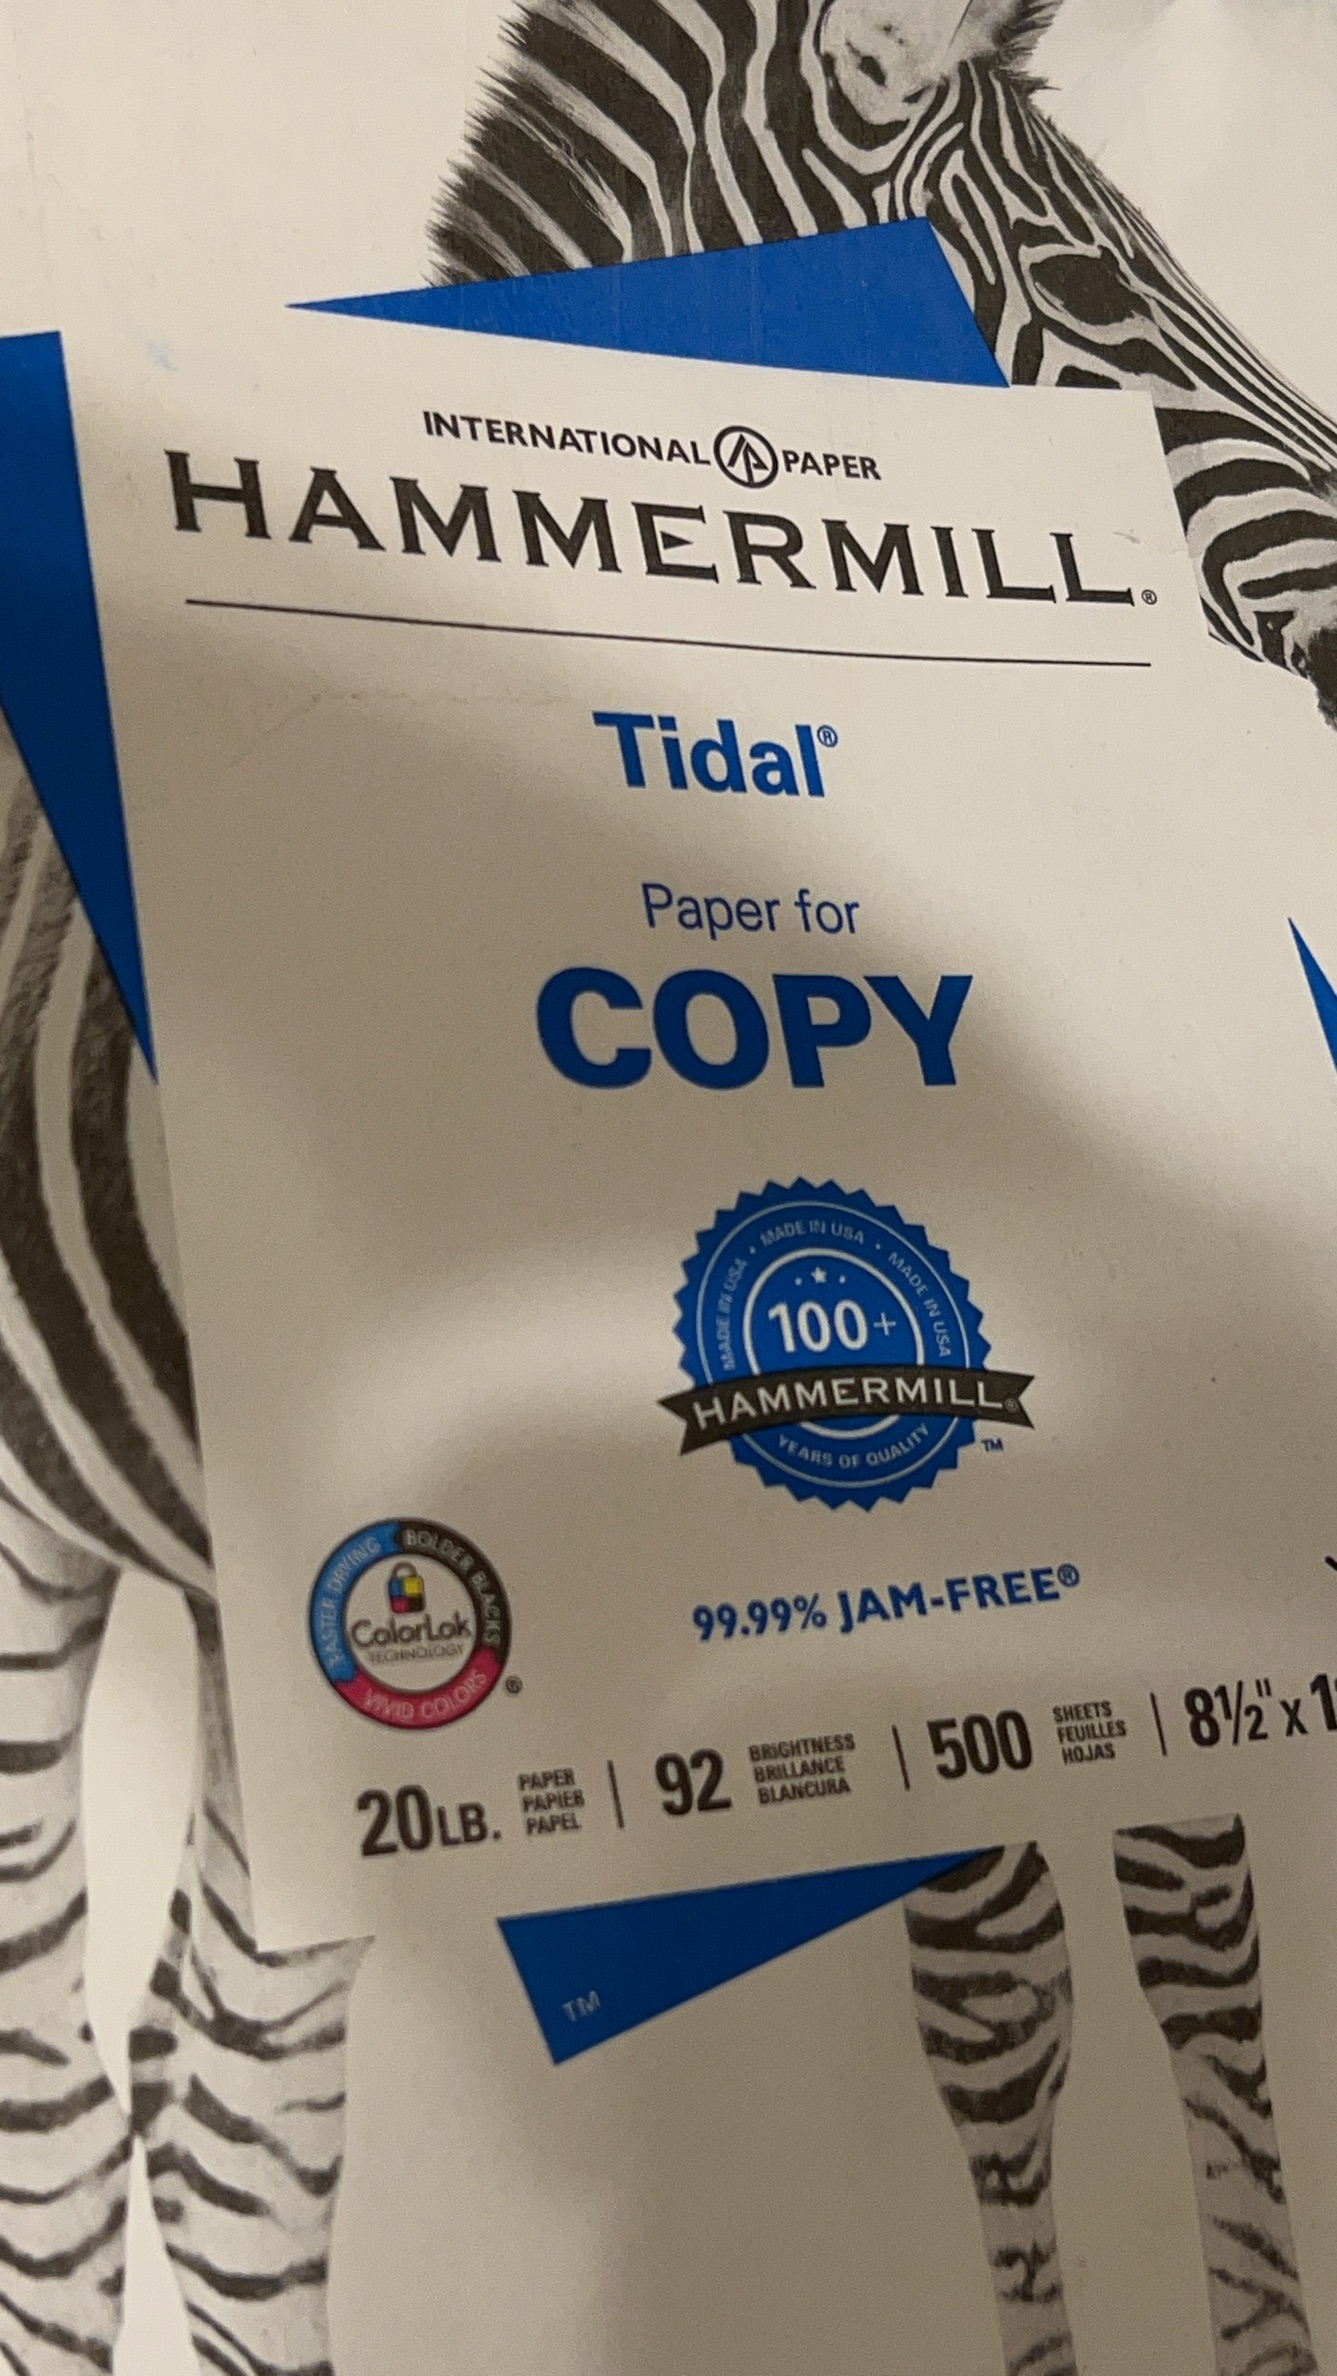 INTERNATIONAL PAPER
HAMMERMILL®
Tidal®
Paper for
COPY
MADE IN USA • MADE IN USA • MADE IN USA
100+
HAMMERMILL®
YEARS OF QUALITY
TM
FASTER DRYING BOLDER BLACKS
ColorLok
TECHNOLOGY
VIVID COLORS
®
99.99% JAM-FREE®
20LB. PAPER PAPIER PAPEL | 92 BRIGHTNESS BRILLANCE BLANCURA | 500 SHEETS FEUILLES HOJAS | 8½" x 1
TM